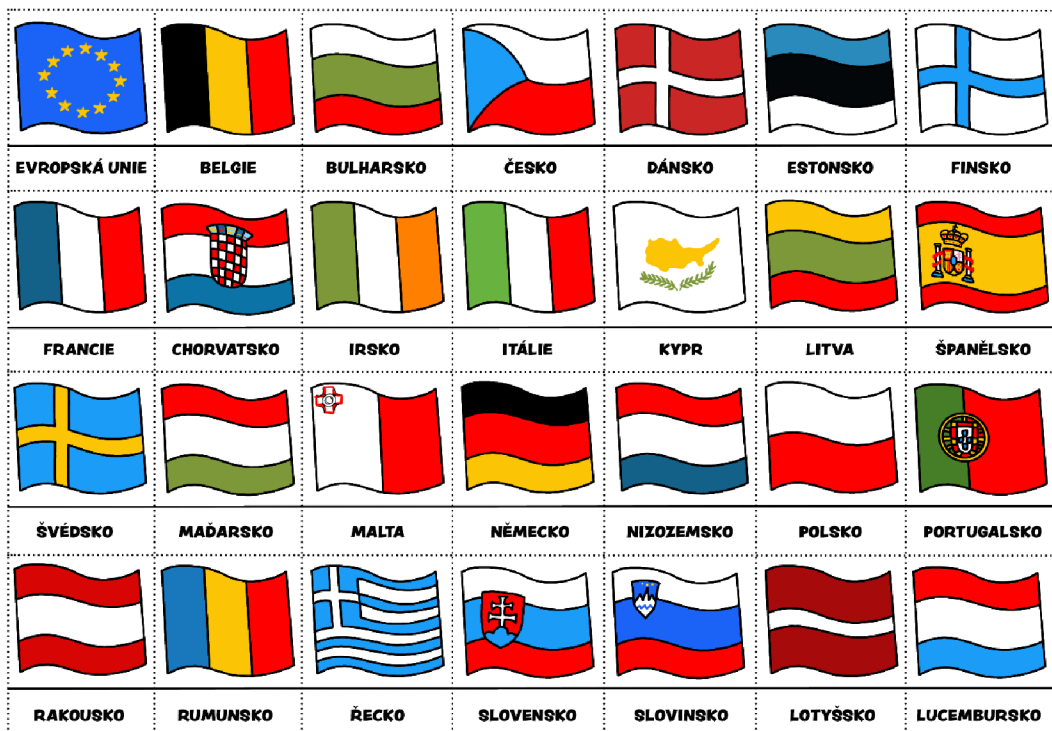 EVROPSKÁ UNIE
BELGIE
BULHARSKO
ČESKO
DÁNSKO
ESTONSKO
FINSKO
FRANCIE
CHORVATSKO
IRSKO
ITÁLIE
KYPR
LITVA
ŠPANĚLSKO
ŠVÉDSKO
MAĎARSKO
MALTA
NĚMECKO
NIZOZEMSKO
POLSKO
PORTUGALSKO
RAKOUSKO
RUMUNSKO
ŘECKO
SLOVENSKO
SLOVINSKO
LOTYŠSKO
LUCEMBURSKO